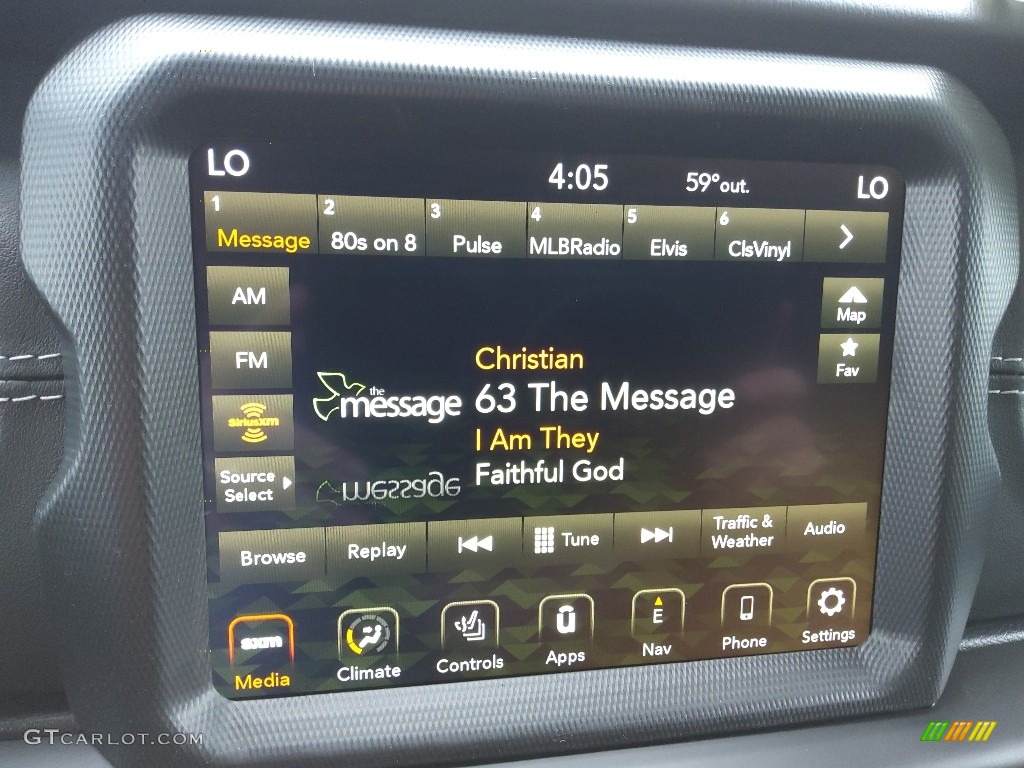 LO 4:05 59°out. LO
1 2 3 4 5 6
Message 80s on 8 Pulse MLBRadio Elvis ClsVinyl
AM
Map
FM
Fav
Christian
the
message 63 The Message
SiriusXM
I Am They
Faithful God
Source
Select
message
Browse Replay Tune Traffic &
Weather Audio
sxm E
Media Climate Controls Apps Nav Phone Settings
GTCARLOT.COM